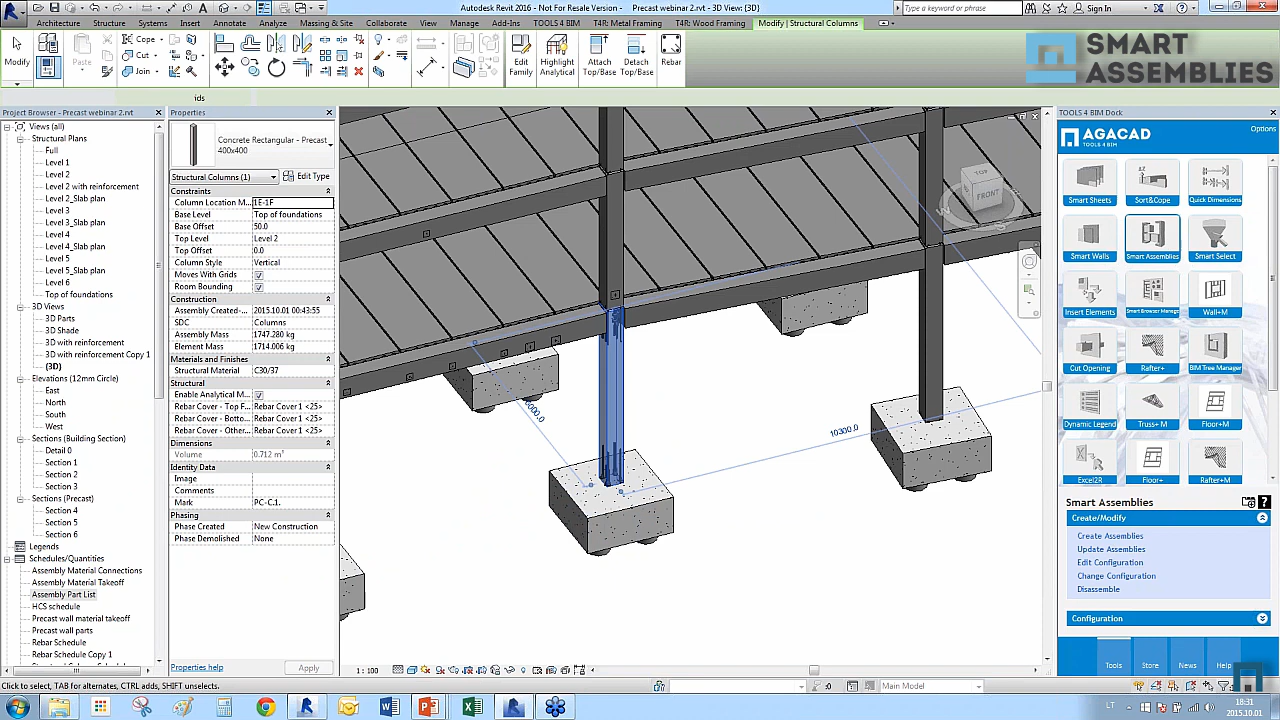 Autodesk Revit 2016 - Not For Resale Version - Precast webinar 2.rvt - 3D View: {3D}
Type a keyword or phrase
Sign In
Architecture Structure Systems Insert Annotate Analyze Massing & Site Collaborate View Manage Add-Ins TOOLS 4 BIM T4R: Metal Framing T4R: Wood Framing Modify | Structural Columns
Modify
Paste
Cope
Cut
Join
Edit Family
Highlight Analytical
Attach Top/Base
Detach Top/Base
Rebar
SMART ASSEMBLIES
ids
Project Browser - Precast webinar 2.rvt
Views (all)
Structural Plans
Full
Level 1
Level 2
Level 2 with reinforcement
Level 2_Slab plan
Level 3
Level 3_Slab plan
Level 4
Level 4_Slab plan
Level 5
Level 5_Slab plan
Level 6
Top of foundations
3D Views
3D Parts
3D Shade
3D with reinforcement
3D with reinforcement Copy 1
{3D}
Elevations (12mm Circle)
East
North
South
West
Sections (Building Section)
Detail 0
Section 1
Section 2
Section 3
Sections (Precast)
Section 4
Section 5
Section 6
Legends
Schedules/Quantities
Assembly Material Connections
Assembly Material Takeoff
Assembly Part List
HCS schedule
Precast wall material takeoff
Precast wall parts
Rebar Schedule
Rebar Schedule Copy 1
Properties
Concrete Rectangular - Precast
400x400
Structural Columns (1)
Edit Type
Constraints
Column Location M... 1E-1F
Base Level Top of foundations
Base Offset 50.0
Top Level Level 2
Top Offset 0.0
Column Style Vertical
Moves With Grids
Room Bounding
Construction
Assembly Created-... 2015.10.01 00:43:55
SDC Columns
Assembly Mass 1747.280 kg
Element Mass 1714.006 kg
Materials and Finishes
Structural Material C30/37
Structural
Enable Analytical M...
Rebar Cover - Top F... Rebar Cover 1 <25>
Rebar Cover - Botte... Rebar Cover 1 <25>
Rebar Cover - Othe... Rebar Cover 1 <25>
Dimensions
Volume 0.712 m³
Identity Data
Image
Comments
Mark PC-C.1.
Phasing
Phase Created New Construction
Phase Demolished None
Properties help
Apply
TOP
FRONT
W
10300.0
1 : 100
TOOLS 4 BIM Dock
AGACAD
TOOLS 4 BIM
Options
Smart Sheets
Sort&Cope
Quick Dimensions
Smart Walls
Smart Assemblies
Smart Select
Insert Elements
Smart Browser Manage
Wall+M
Cut Opening
Rafter+
BIM Tree Manager
Dynamic Legend
Truss+ M
Floor+M
Excel2R
Floor+
Rafter+M
Smart Assemblies
Create/Modify
Create Assemblies
Update Assemblies
Edit Configuration
Change Configuration
Disassemble
Configuration
Tools Store News Help
Click to select, TAB for alternates, CTRL adds, SHIFT unselects.
:0
Main Model
LT
18:31
2015.10.01